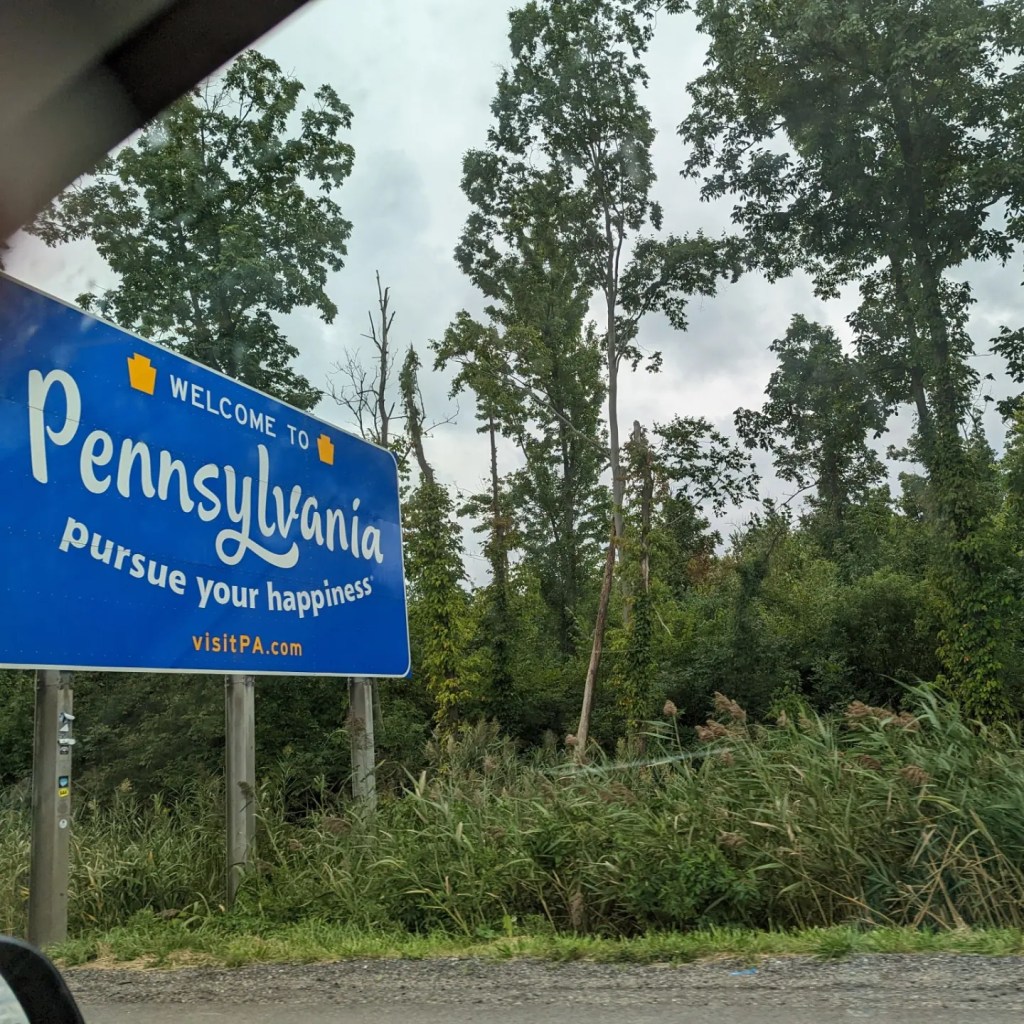 WELCOME TO
Pennsylvania
pursue your happiness
visitPA.com